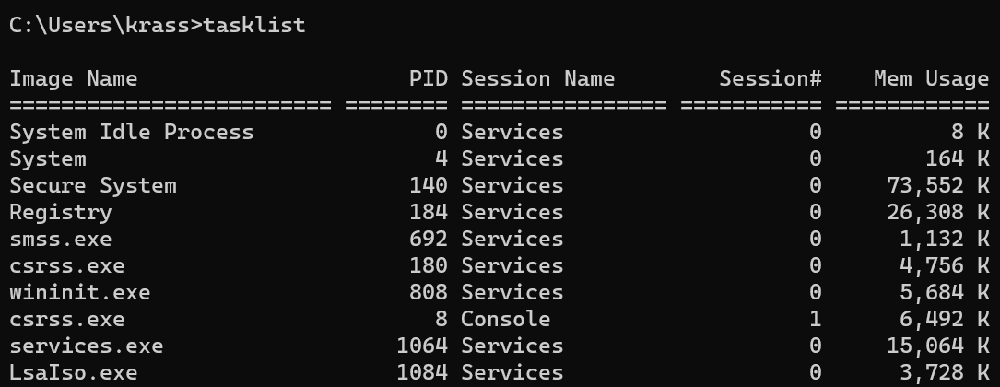 C:\Users\krass>tasklist

Image Name                     PID Session Name        Session#    Mem Usage
========================= ======== ================ =========== ============
System Idle Process              0 Services                   0          8 K
System                           4 Services                   0        164 K
Secure System                  140 Services                   0     73,552 K
Registry                       184 Services                   0     26,308 K
smss.exe                       692 Services                   0      1,132 K
csrss.exe                      180 Services                   0      4,756 K
wininit.exe                    808 Services                   0      5,684 K
csrss.exe                        8 Console                    1      6,492 K
services.exe                  1064 Services                   0     15,064 K
LsaIso.exe                    1084 Services                   0      3,728 K